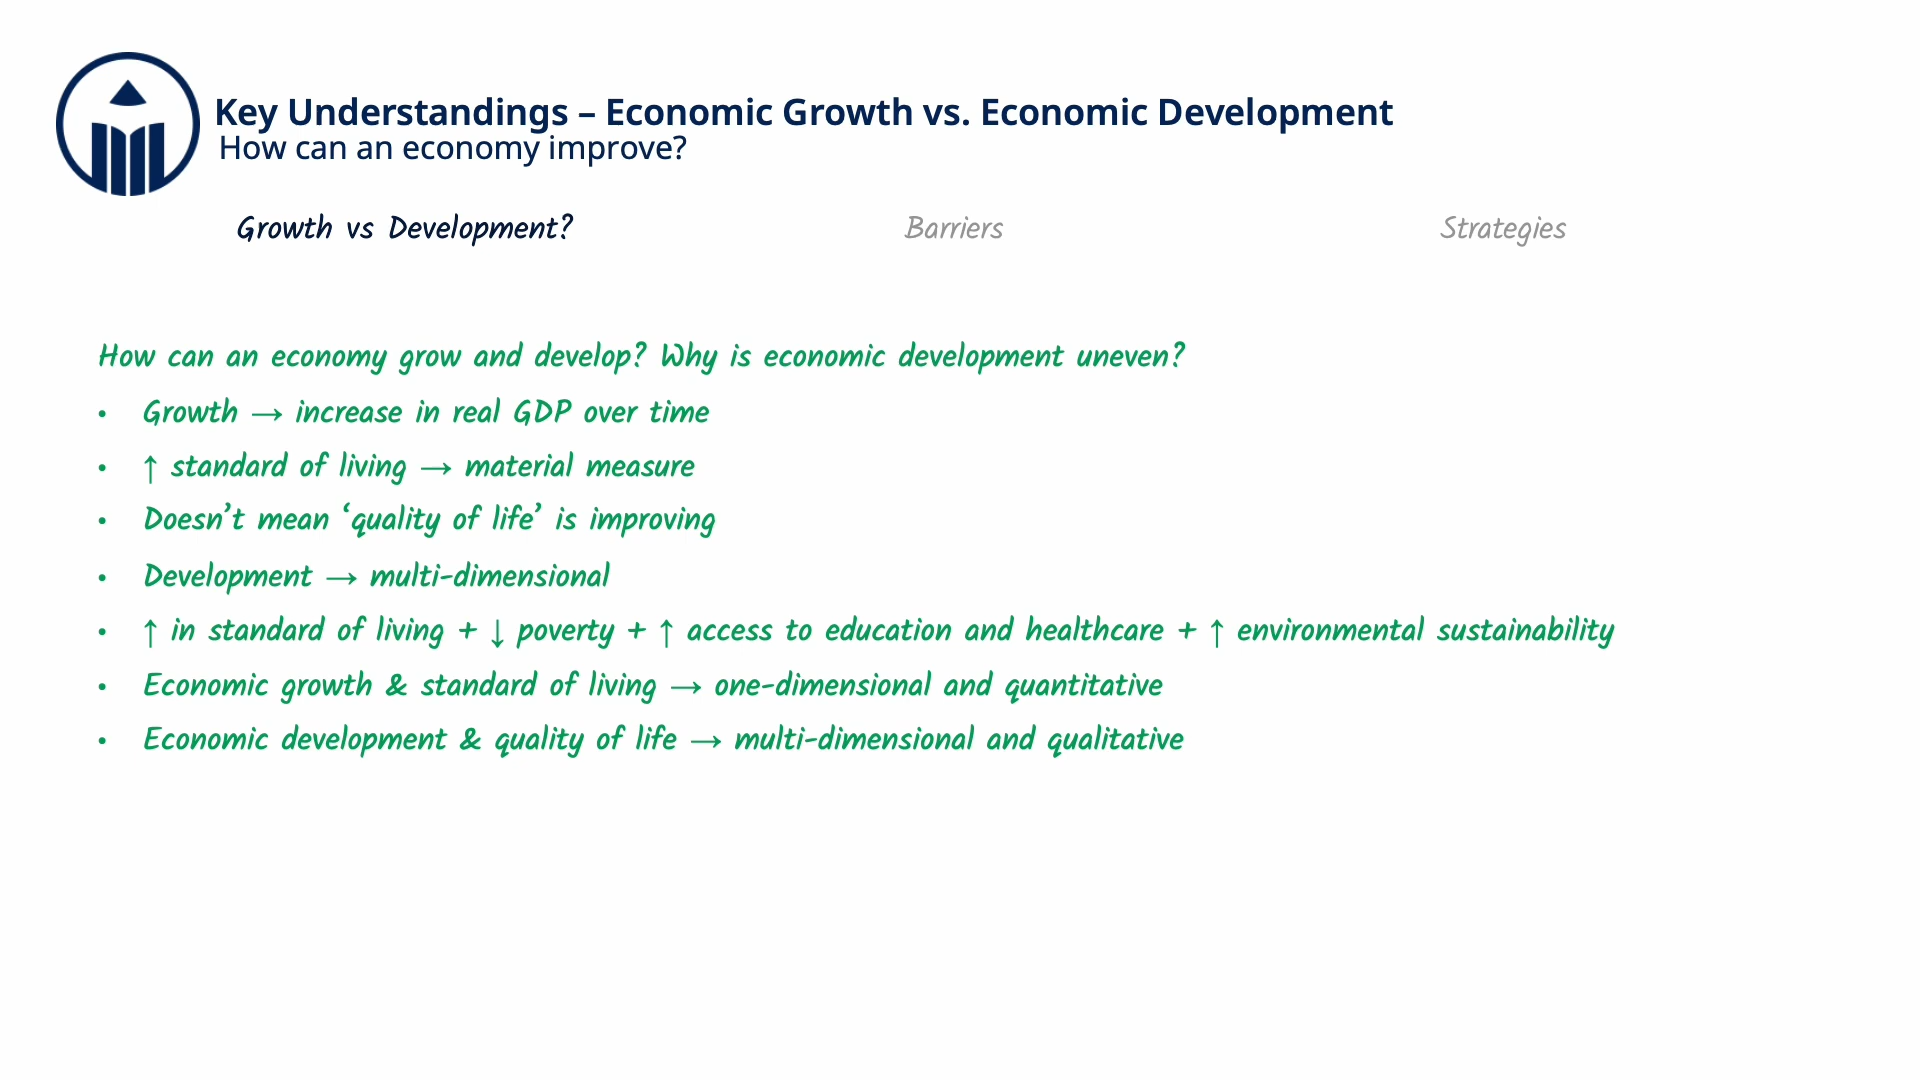 Key Understandings – Economic Growth vs. Economic Development
How can an economy improve?
Growth vs Development? Barriers Strategies
How can an economy grow and develop? Why is economic development uneven?
• Growth → increase in real GDP over time
• ↑ standard of living → material measure
• Doesn’t mean ‘quality of life’ is improving
• Development → multi-dimensional
• ↑ in standard of living + ↓ poverty + ↑ access to education and healthcare + ↑ environmental sustainability
• Economic growth & standard of living → one-dimensional and quantitative
• Economic development & quality of life → multi-dimensional and qualitative